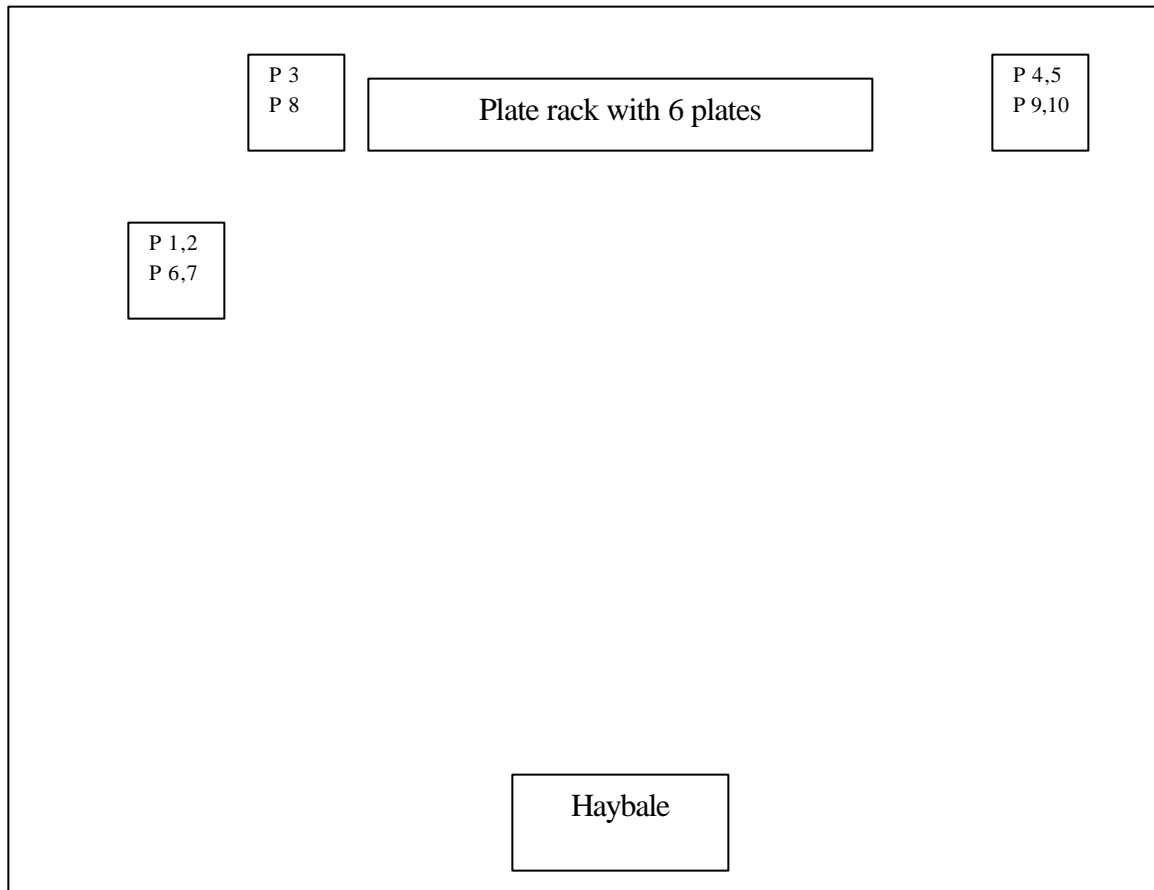 P 3
P 8
Plate rack with 6 plates
P 4,5
P 9,10
P 1,2
P 6,7
Haybale